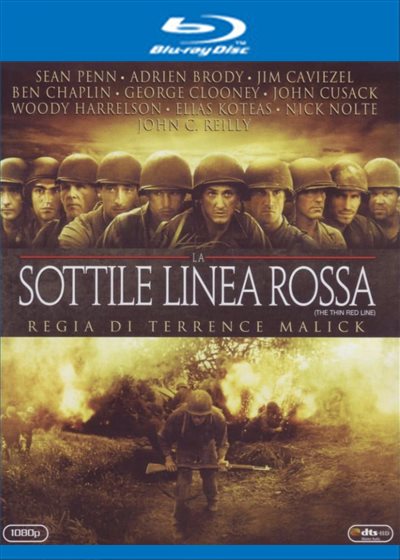 Blu-ray Disc
SEAN PENN • ADRIEN BRODY • JIM CAVIEZEL
BEN CHAPLIN • GEORGE CLOONEY • JOHN CUSACK
WOODY HARRELSON • ELIAS KOTEAS • NICK NOLTE
JOHN C. REILLY
LA
SOTTILE LINEA ROSSA
(THE THIN RED LINE)
REGIA DI TERRENCE MALICK
1080p
dts-HD